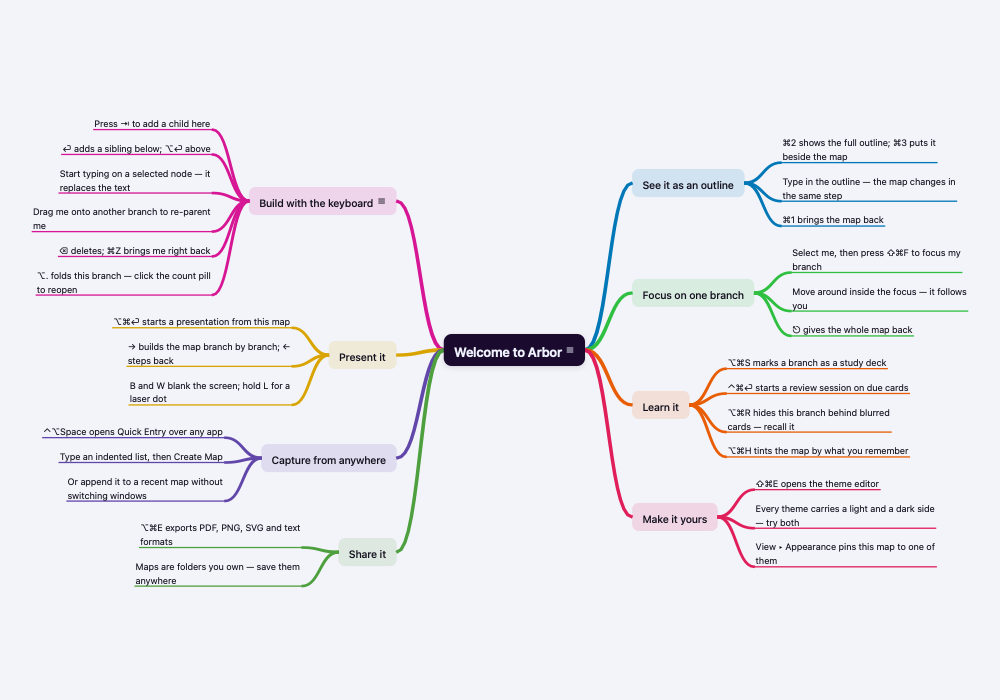 Welcome to Arbor
Build with the keyboard
Press ⇥ to add a child here
⏎ adds a sibling below; ⌥⏎ above
Start typing on a selected node — it
replaces the text
Drag me onto another branch to re-parent
me
⌫ deletes; ⌘Z brings me right back
⌥. folds this branch — click the count pill
to reopen
Present it
⌥⌘⏎ starts a presentation from this map
→ builds the map branch by branch; ←
steps back
B and W blank the screen; hold L for a
laser dot
Capture from anywhere
^⌥Space opens Quick Entry over any app
Type an indented list, then Create Map
Or append it to a recent map without
switching windows
Share it
⌥⌘E exports PDF, PNG, SVG and text
formats
Maps are folders you own — save them
anywhere
See it as an outline
⌘2 shows the full outline; ⌘3 puts it
beside the map
Type in the outline — the map changes in
the same step
⌘1 brings the map back
Focus on one branch
Select me, then press ⇧⌘F to focus my
branch
Move around inside the focus — it follows
you
⎋ gives the whole map back
Learn it
⌥⌘S marks a branch as a study deck
^⌘⏎ starts a review session on due cards
⌥⌘R hides this branch behind blurred
cards — recall it
⌥⌘H tints the map by what you remember
Make it yours
⇧⌘E opens the theme editor
Every theme carries a light and a dark side
— try both
View ▸ Appearance pins this map to one of
them